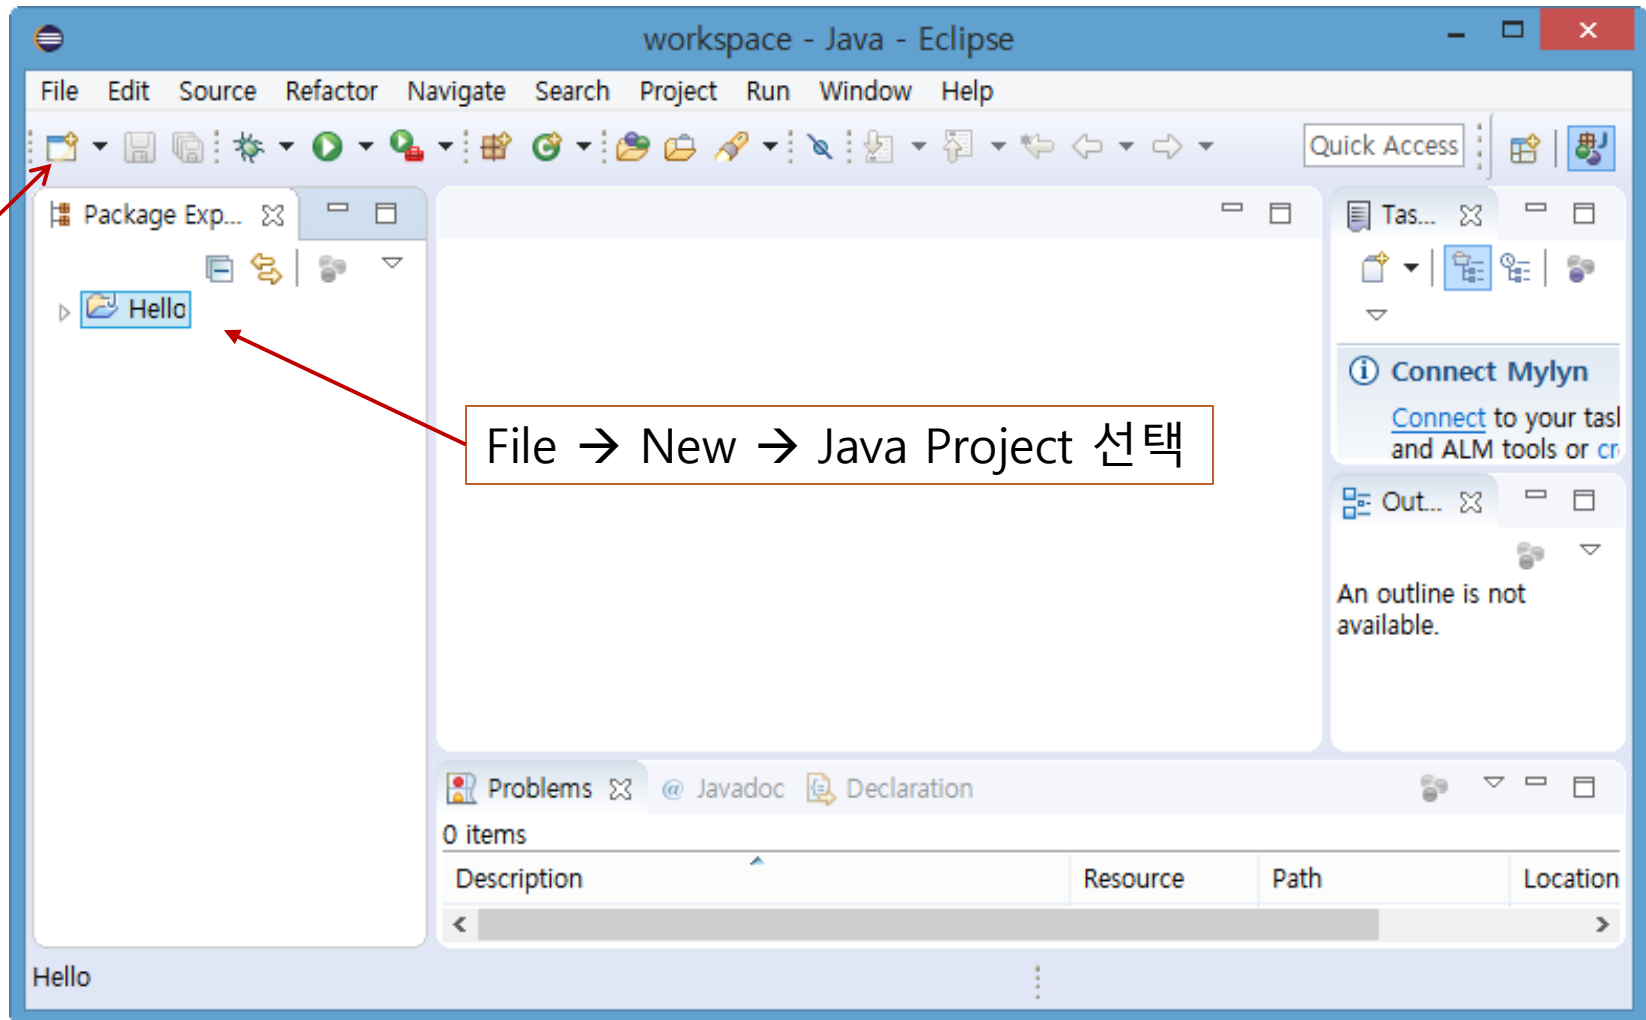 workspace - Java - Eclipse
File Edit Source Refactor Navigate Search Project Run Window Help
Quick Access
Package Exp...
Hello
File → New → Java Project 선택
Tas...
Connect Mylyn
Connect to your tas
and ALM tools or cr
Out...
An outline is not
available.
Problems @ Javadoc Declaration
0 items
Description Resource Path Location
Hello